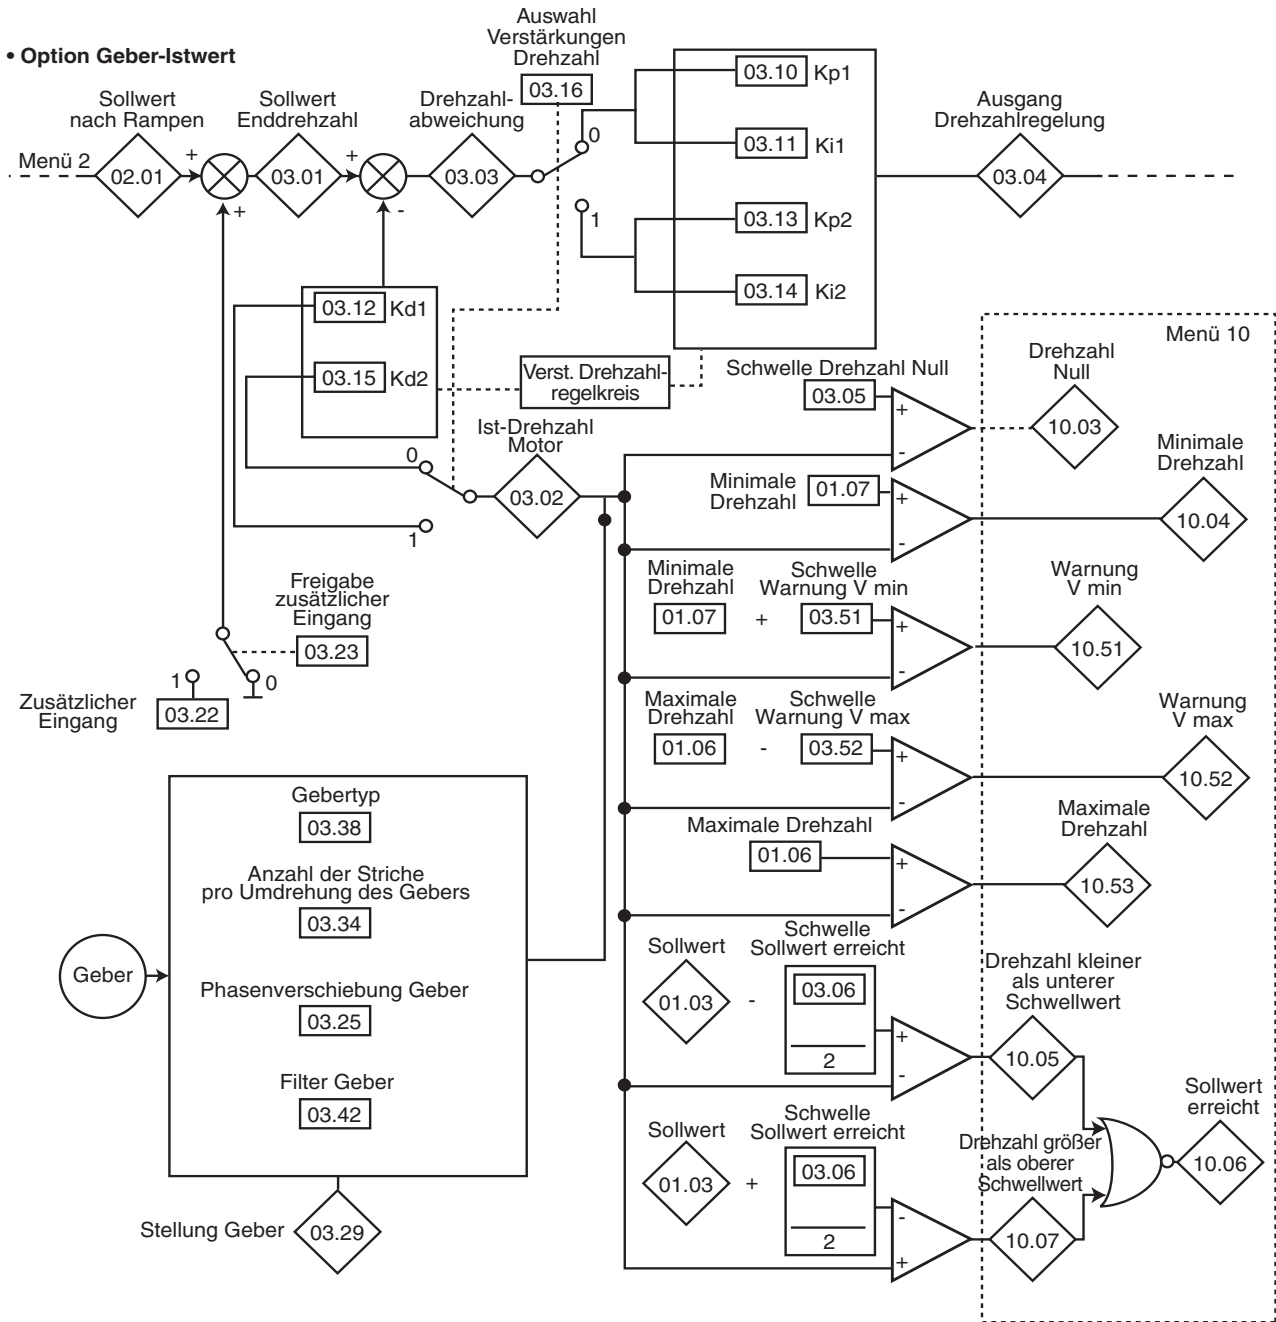 • Option Geber-Istwert
Auswahl
Verstärkungen
Drehzahl
03.16
Sollwert
nach Rampen
Sollwert
Enddrehzahl
Drehzahl-
abweichung
Ausgang
Drehzahlregelung
Menü 2
02.01
+
+
03.01
+
-
03.03
0
1
03.10 Kp1
03.11 Ki1
03.13 Kp2
03.14 Ki2
03.04
03.12 Kd1
03.15 Kd2
Verst. Drehzahl-
regelkreis
Ist-Drehzahl
Motor
0
03.02
1
Menü 10
Schwelle Drehzahl Null
03.05
+
-
Drehzahl
Null
10.03
Minimale
Drehzahl
01.07
+
-
Minimale
Drehzahl
10.04
Minimale
Drehzahl
01.07
+
Schwelle
Warnung V min
03.51
+
-
Warnung
V min
10.51
Freigabe
zusätzlicher
Eingang
03.23
1
0
Zusätzlicher
Eingang
03.22
Maximale
Drehzahl
01.06
-
Schwelle
Warnung V max
03.52
+
-
Warnung
V max
10.52
Maximale Drehzahl
01.06
+
-
Maximale
Drehzahl
10.53
Gebertyp
03.38
Anzahl der Striche
pro Umdrehung des Gebers
03.34
Geber
Phasenverschiebung Geber
03.25
Filter Geber
03.42
Stellung Geber
03.29
Sollwert
01.03
-
Schwelle
Sollwert erreicht
03.06
2
+
-
Drehzahl kleiner
als unterer
Schwellwert
10.05
Sollwert
01.03
+
Schwelle
Sollwert erreicht
03.06
2
-
+
Drehzahl größer
als oberer
Schwellwert
10.07
Sollwert
erreicht
10.06